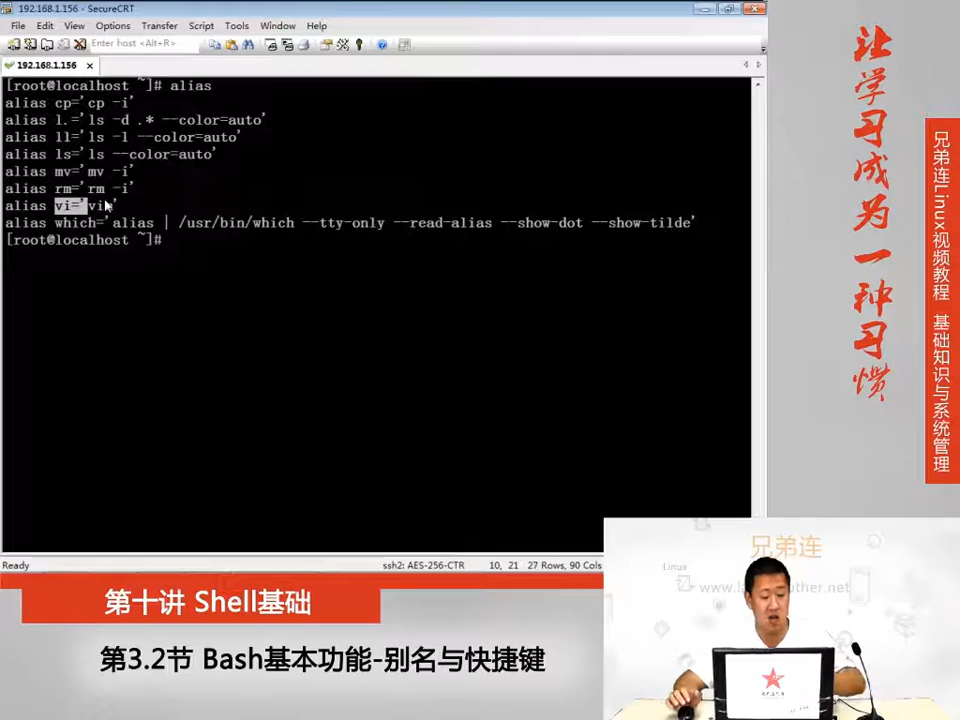 192.168.1.156 - SecureCRT
File Edit View Options Transfer Script Tools Window Help
Enter host <Alt+R>
192.168.1.156
[root@localhost ~]# alias
alias cp='cp -i'
alias l.='ls -d .* --color=auto'
alias ll='ls -l --color=auto'
alias ls='ls --color=auto'
alias mv='mv -i'
alias rm='rm -i'
alias vi='vim'
alias which='alias | /usr/bin/which --tty-only --read-alias --show-dot --show-tilde'
[root@localhost ~]#
Ready ssh2: AES-256-CTR 10, 21 27 Rows, 90 Cols
让学习成为一种习惯
兄弟连Linux视频教程 基础知识与系统管理
兄弟连
Linux
第十讲 Shell基础
第3.2节 Bash基本功能-别名与快捷键